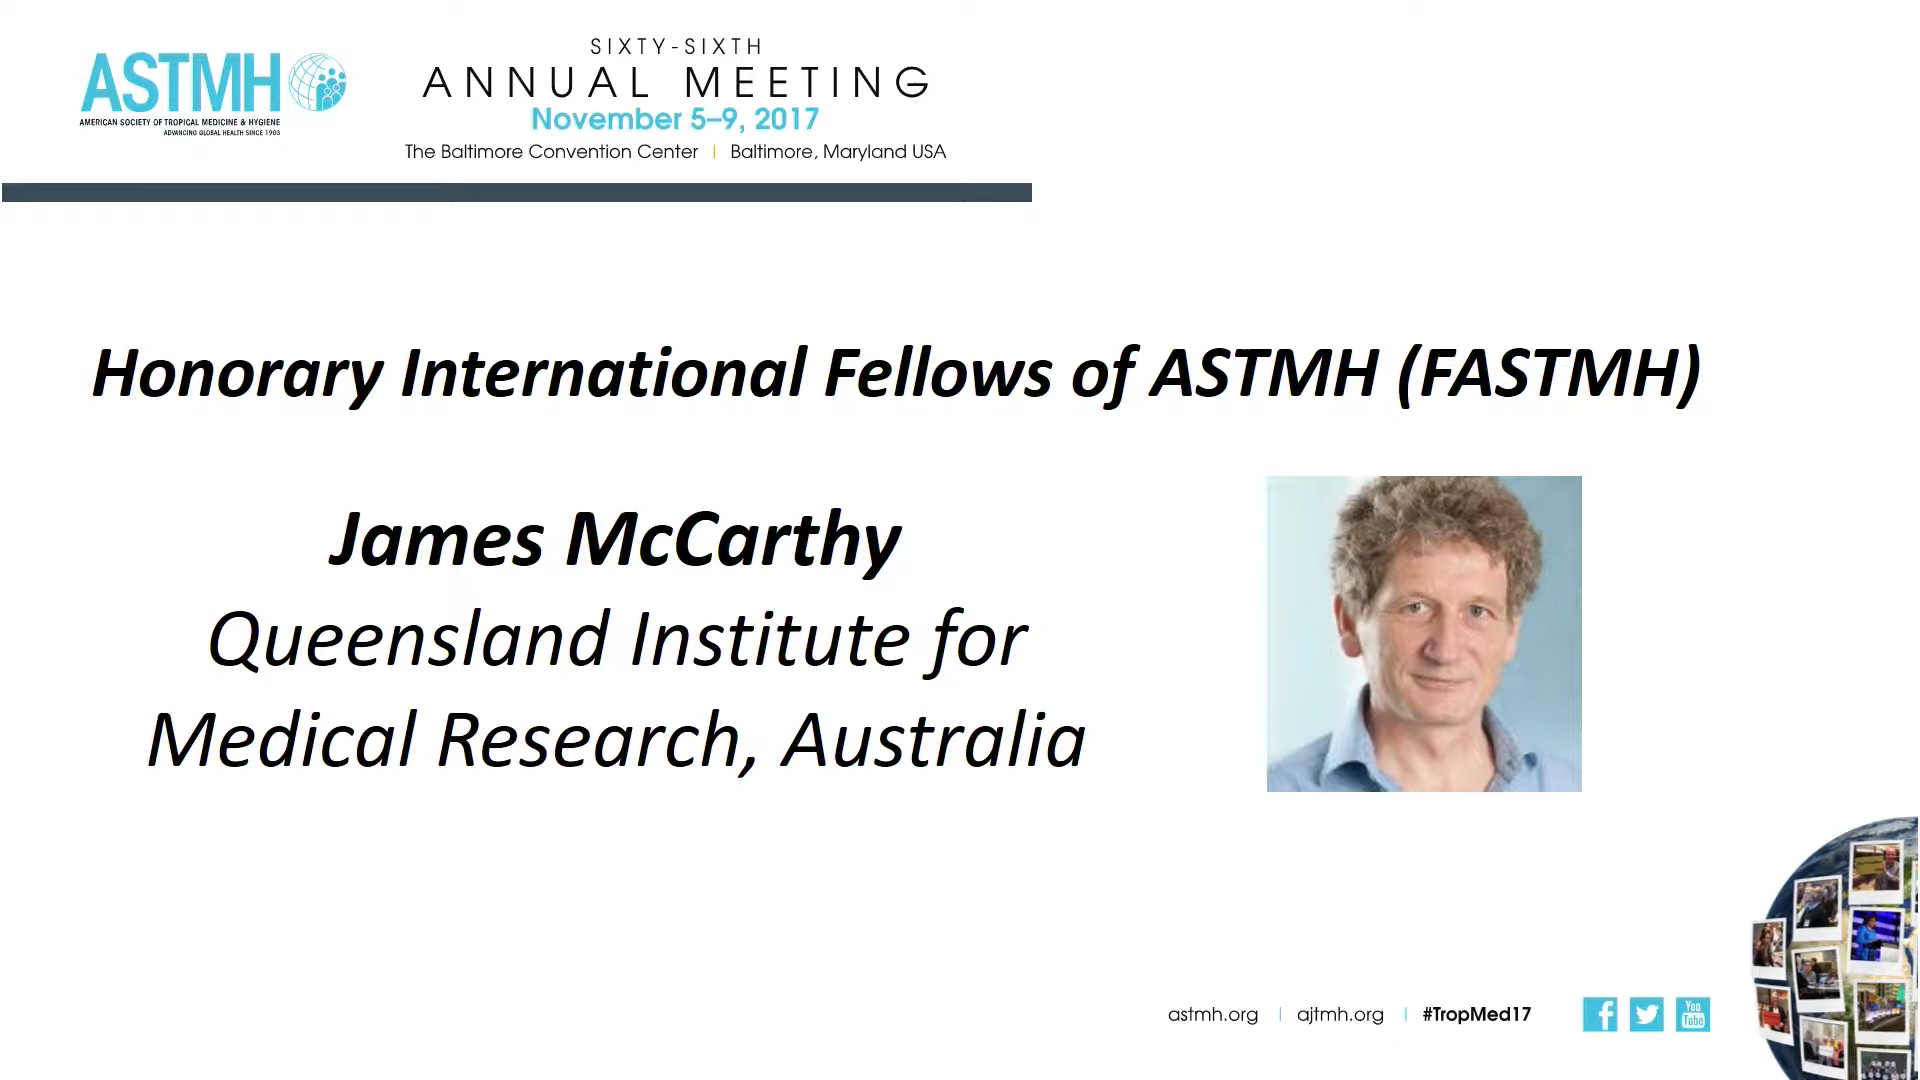 ASTMH
AMERICAN SOCIETY OF TROPICAL MEDICINE & HYGIENE
ADVANCING GLOBAL HEALTH SINCE 1903
SIXTY-SIXTH
ANNUAL MEETING
November 5–9, 2017
The Baltimore Convention Center | Baltimore, Maryland USA
Honorary International Fellows of ASTMH (FASTMH)
James McCarthy
Queensland Institute for
Medical Research, Australia
astmh.org | ajtmh.org | #TropMed17
You
Tube